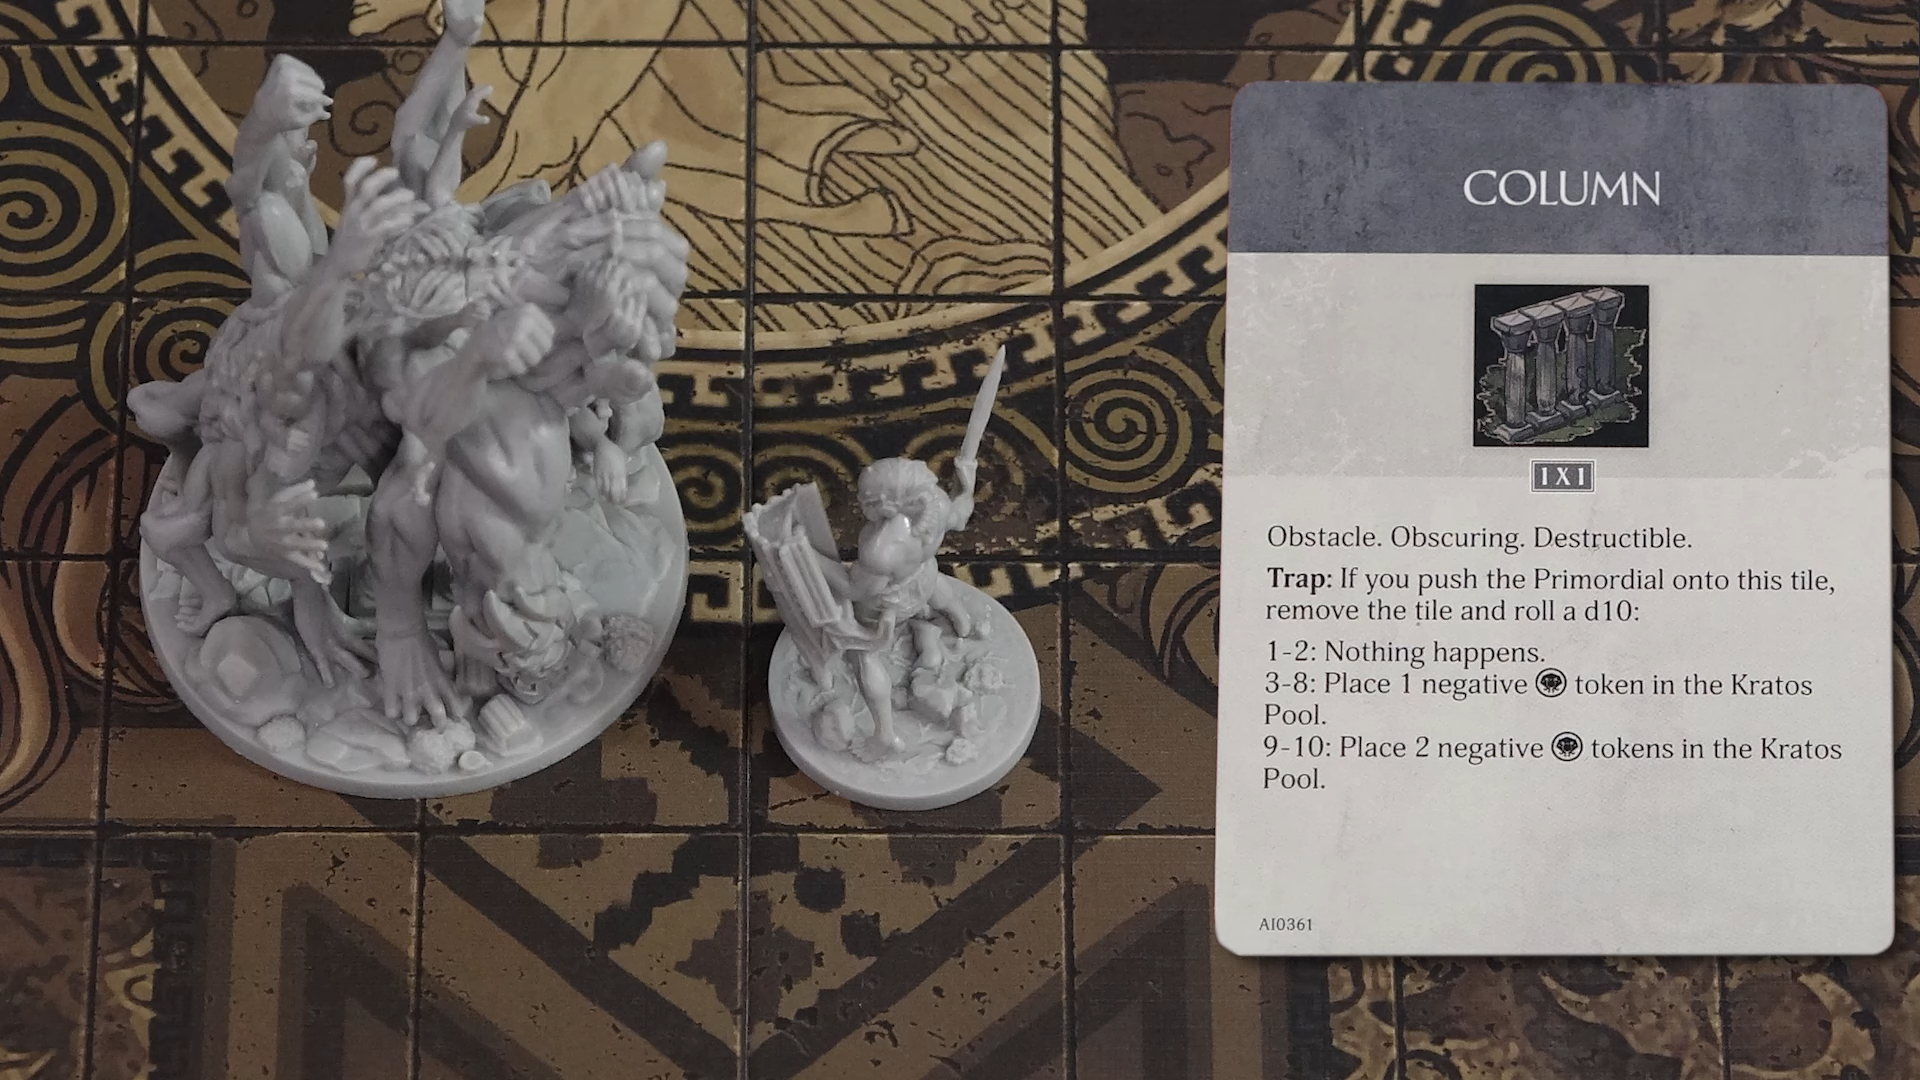 COLUMN
1X1
Obstacle. Obscuring. Destructible.
Trap: If you push the Primordial onto this tile,
remove the tile and roll a d10:
1-2: Nothing happens.
3-8: Place 1 negative token in the Kratos
Pool.
9-10: Place 2 negative tokens in the Kratos
Pool.
AI0361